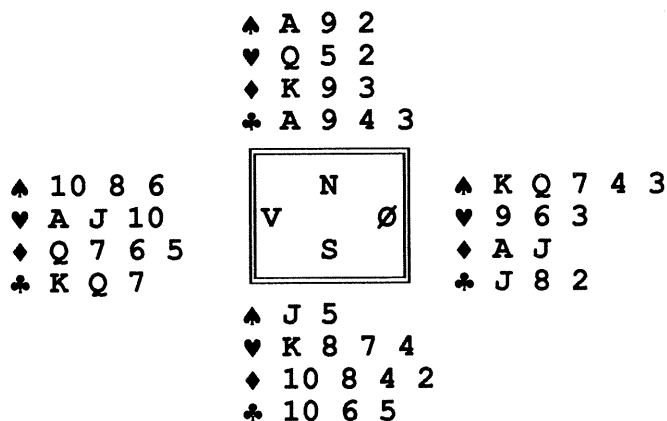 ♠ A 9 2
♥ Q 5 2
♦ K 9 3
♣ A 9 4 3
♠ 10 8 6
♥ A J 10
♦ Q 7 6 5
♣ K Q 7
N
V Ø
S
♠ K Q 7 4 3
♥ 9 6 3
♦ A J
♣ J 8 2
♠ J 5
♥ K 8 7 4
♦ 10 8 4 2
♣ 10 6 5